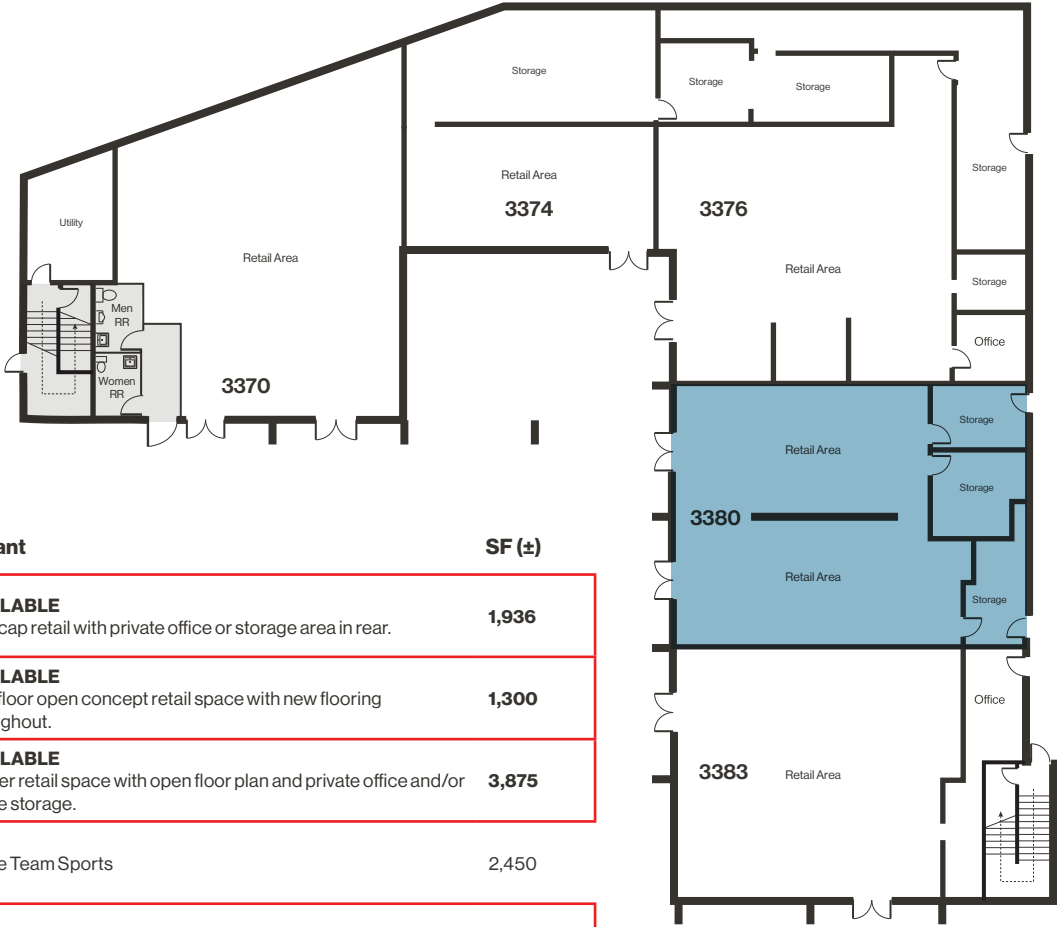 Storage
Storage
Storage
Storage
Retail Area
3374
3376
Utility
Retail Area
Retail Area
Storage
Men
RR
Office
Women
RR
3370
Storage
Retail Area
Storage
3380
Retail Area
Storage
Office
3383
Retail Area
ant
SF (±)
LABLE
cap retail with private office or storage area in rear.
1,936
LABLE
floor open concept retail space with new flooring
ghout.
1,300
LABLE
er retail space with open floor plan and private office and/or
e storage.
3,875
e Team Sports
2,450